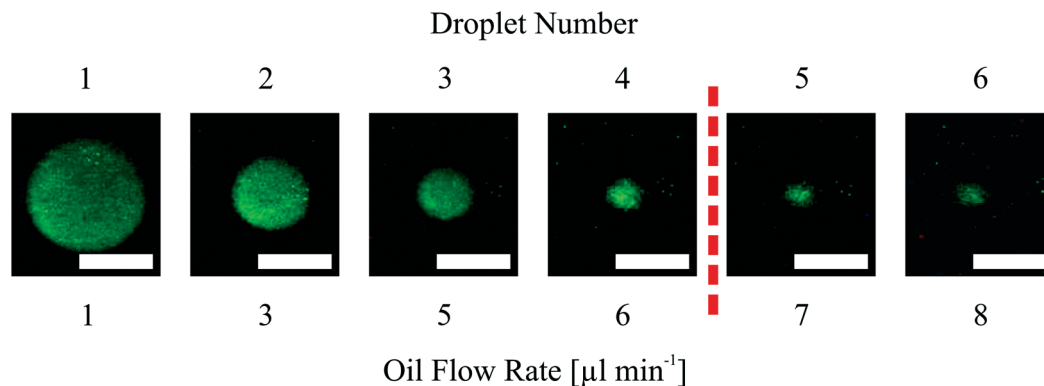 Droplet Number
1 2 3 4 5 6
1 3 5 6 7 8
Oil Flow Rate [µl min⁻¹]